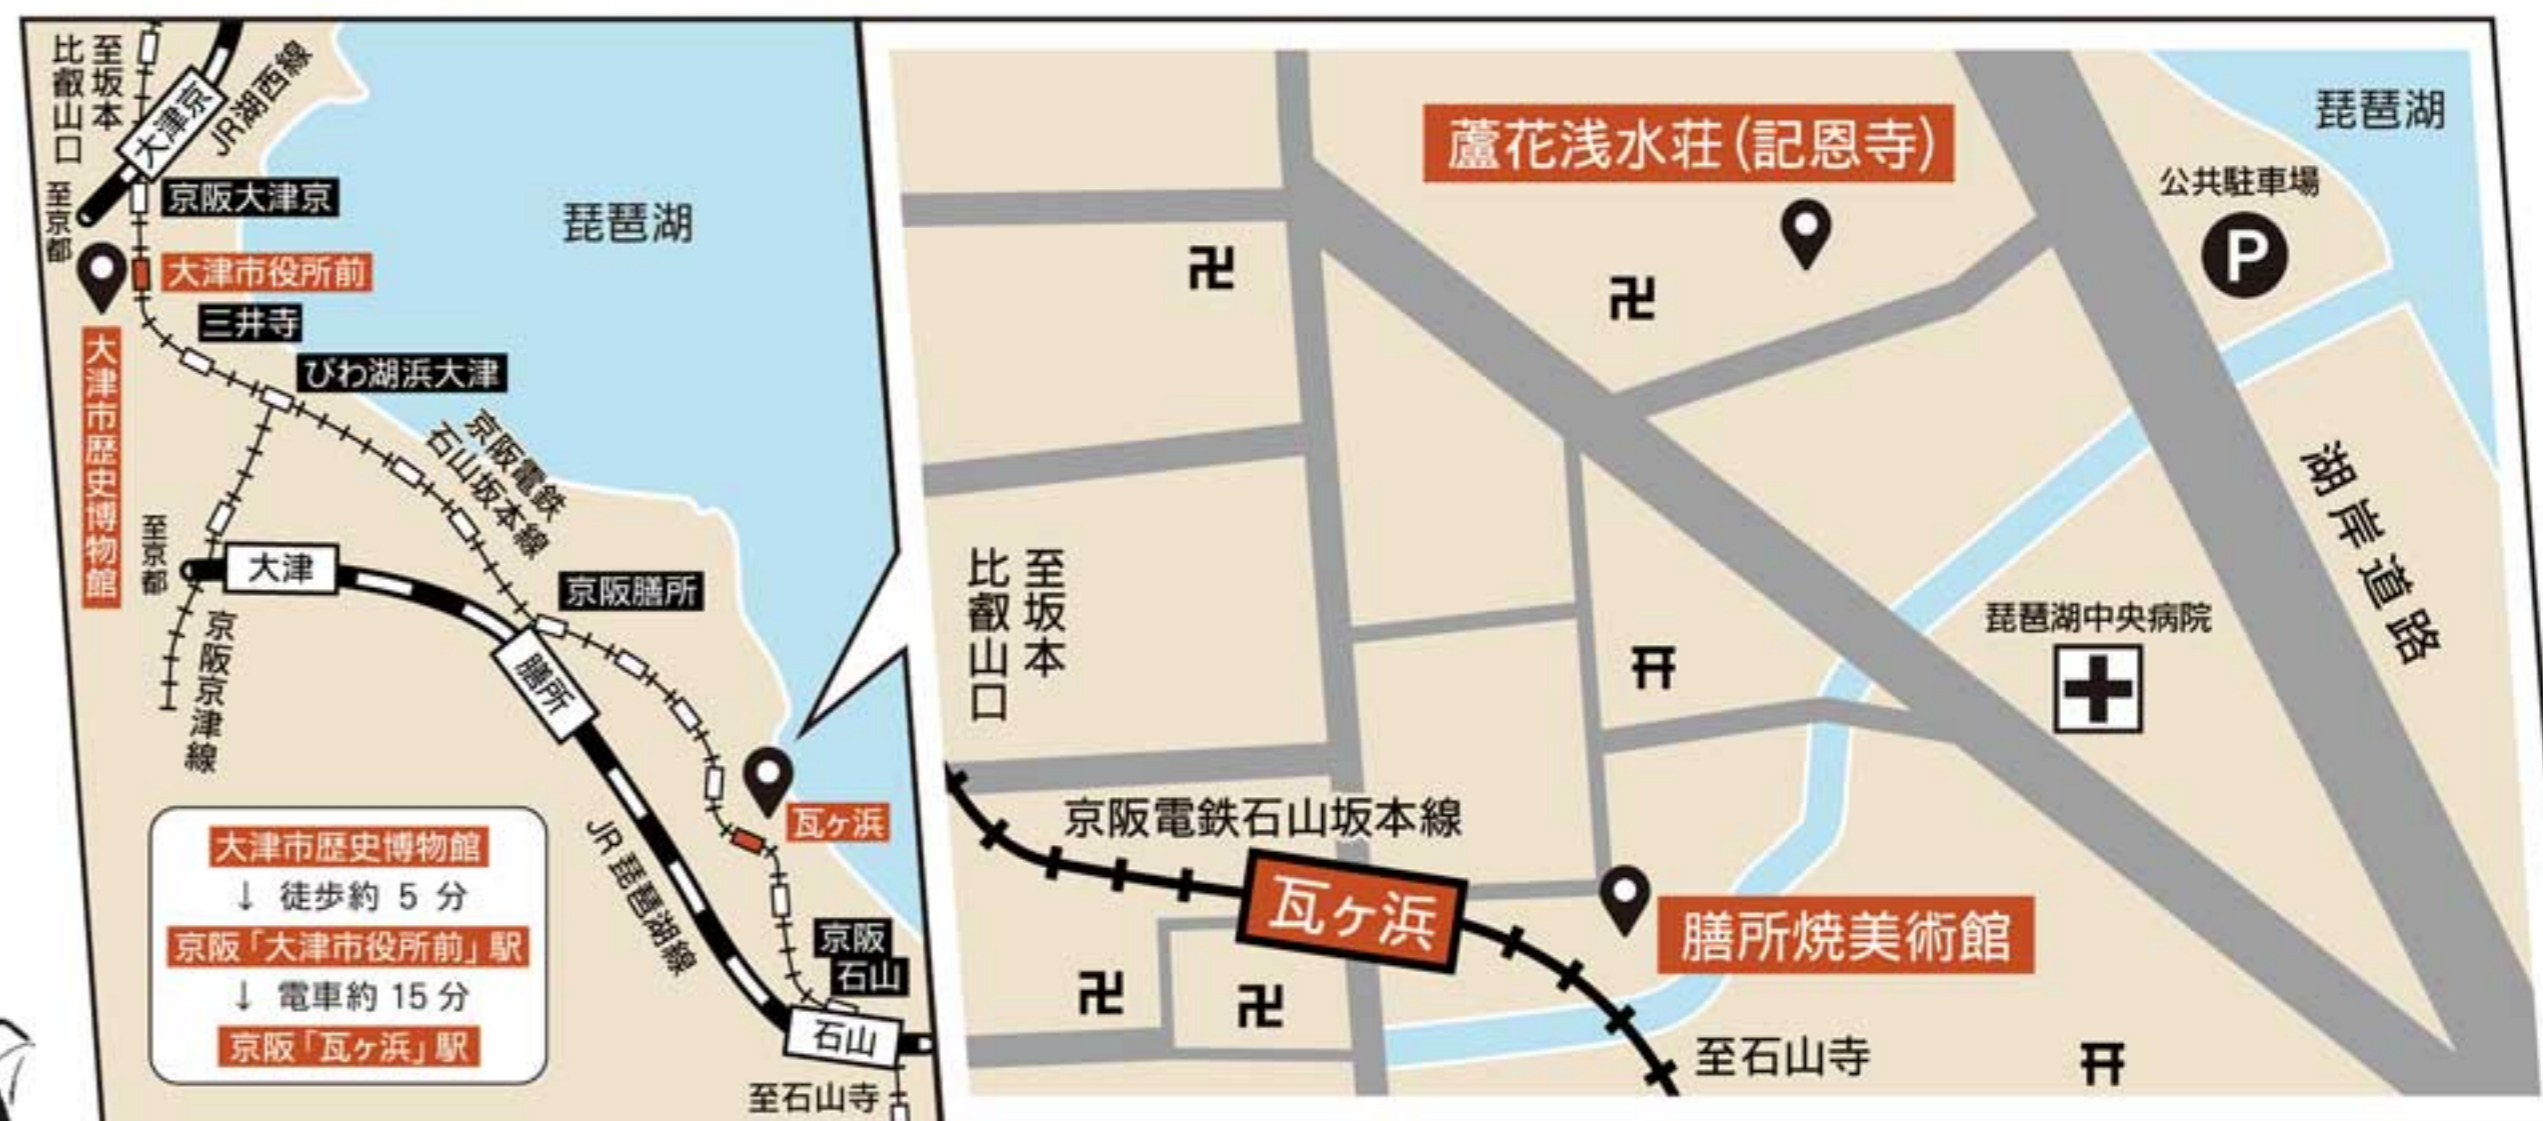 至坂本
比叡山口
大津京
JR湖西線
至京都
京阪大津京
大津市役所前
三井寺
びわ湖浜大津
大津市歴史博物館
琵琶湖
京阪電鉄
石山坂本線
至京都
大津
京阪膳所
京阪京津線
膳所
JR琵琶湖線
瓦ヶ浜
京阪
石山
石山
至石山寺
大津市歴史博物館
↓ 徒歩約 5 分
京阪「大津市役所前」駅
↓ 電車約 15 分
京阪「瓦ヶ浜」駅
蘆花浅水荘(記恩寺)
琵琶湖
公共駐車場
P
湖岸道路
至坂本
比叡山口
琵琶湖中央病院
京阪電鉄石山坂本線
瓦ヶ浜
膳所焼美術館
至石山寺